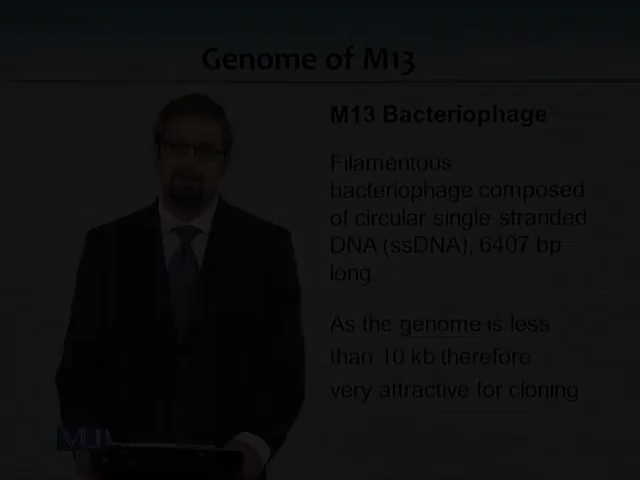 Genome of M13
M13 Bacteriophage
Filamentous
bacteriophage composed
of circular single stranded
DNA (ssDNA), 6407 bp
long.
As the genome is less
than 10 kb therefore
very attractive for cloning